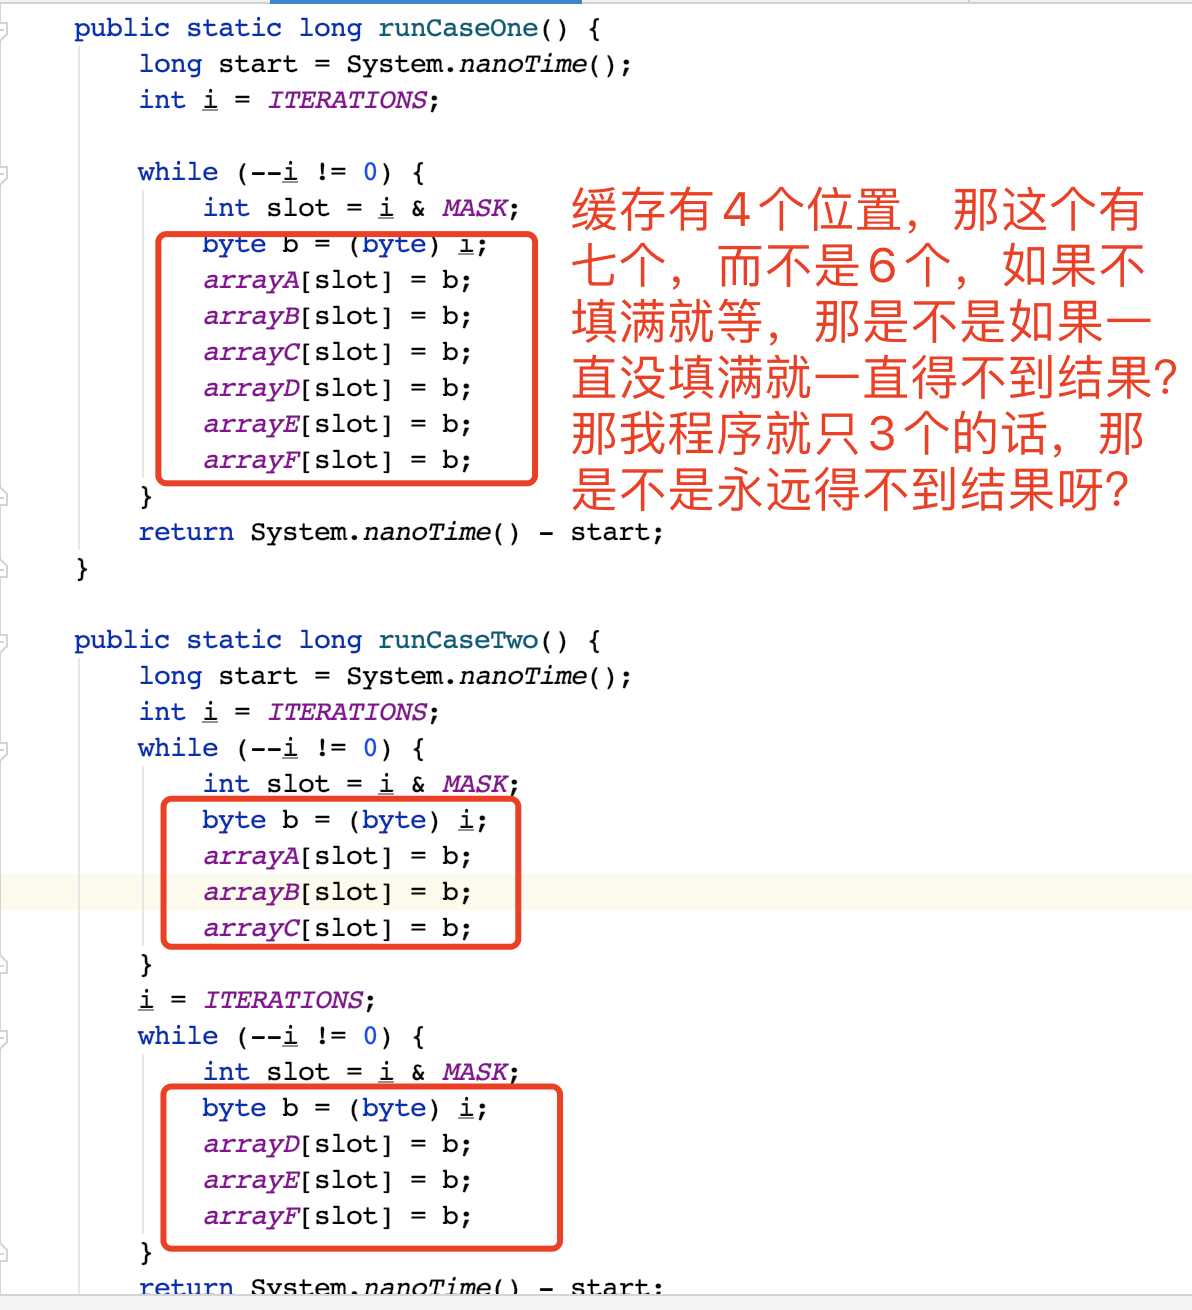 public static long runCaseOne() {
long start = System.nanoTime();
int i = ITERATIONS;
while (--i != 0) {
int slot = i & MASK;
byte b = (byte) i;
arrayA[slot] = b;
arrayB[slot] = b;
arrayC[slot] = b;
arrayD[slot] = b;
arrayE[slot] = b;
arrayF[slot] = b;
}
return System.nanoTime() - start;
}
缓存有4个位置，那这个有
七个，而不是6个，如果不
填满就等，那是不是如果一
直没填满就一直得不到结果?
那我程序就只3个的话，那
是不是永远得不到结果呀?
public static long runCaseTwo() {
long start = System.nanoTime();
int i = ITERATIONS;
while (--i != 0) {
int slot = i & MASK;
byte b = (byte) i;
arrayA[slot] = b;
arrayB[slot] = b;
arrayC[slot] = b;
}
i = ITERATIONS;
while (--i != 0) {
int slot = i & MASK;
byte b = (byte) i;
arrayD[slot] = b;
arrayE[slot] = b;
arrayF[slot] = b;
}
return System.nanoTime() - start;